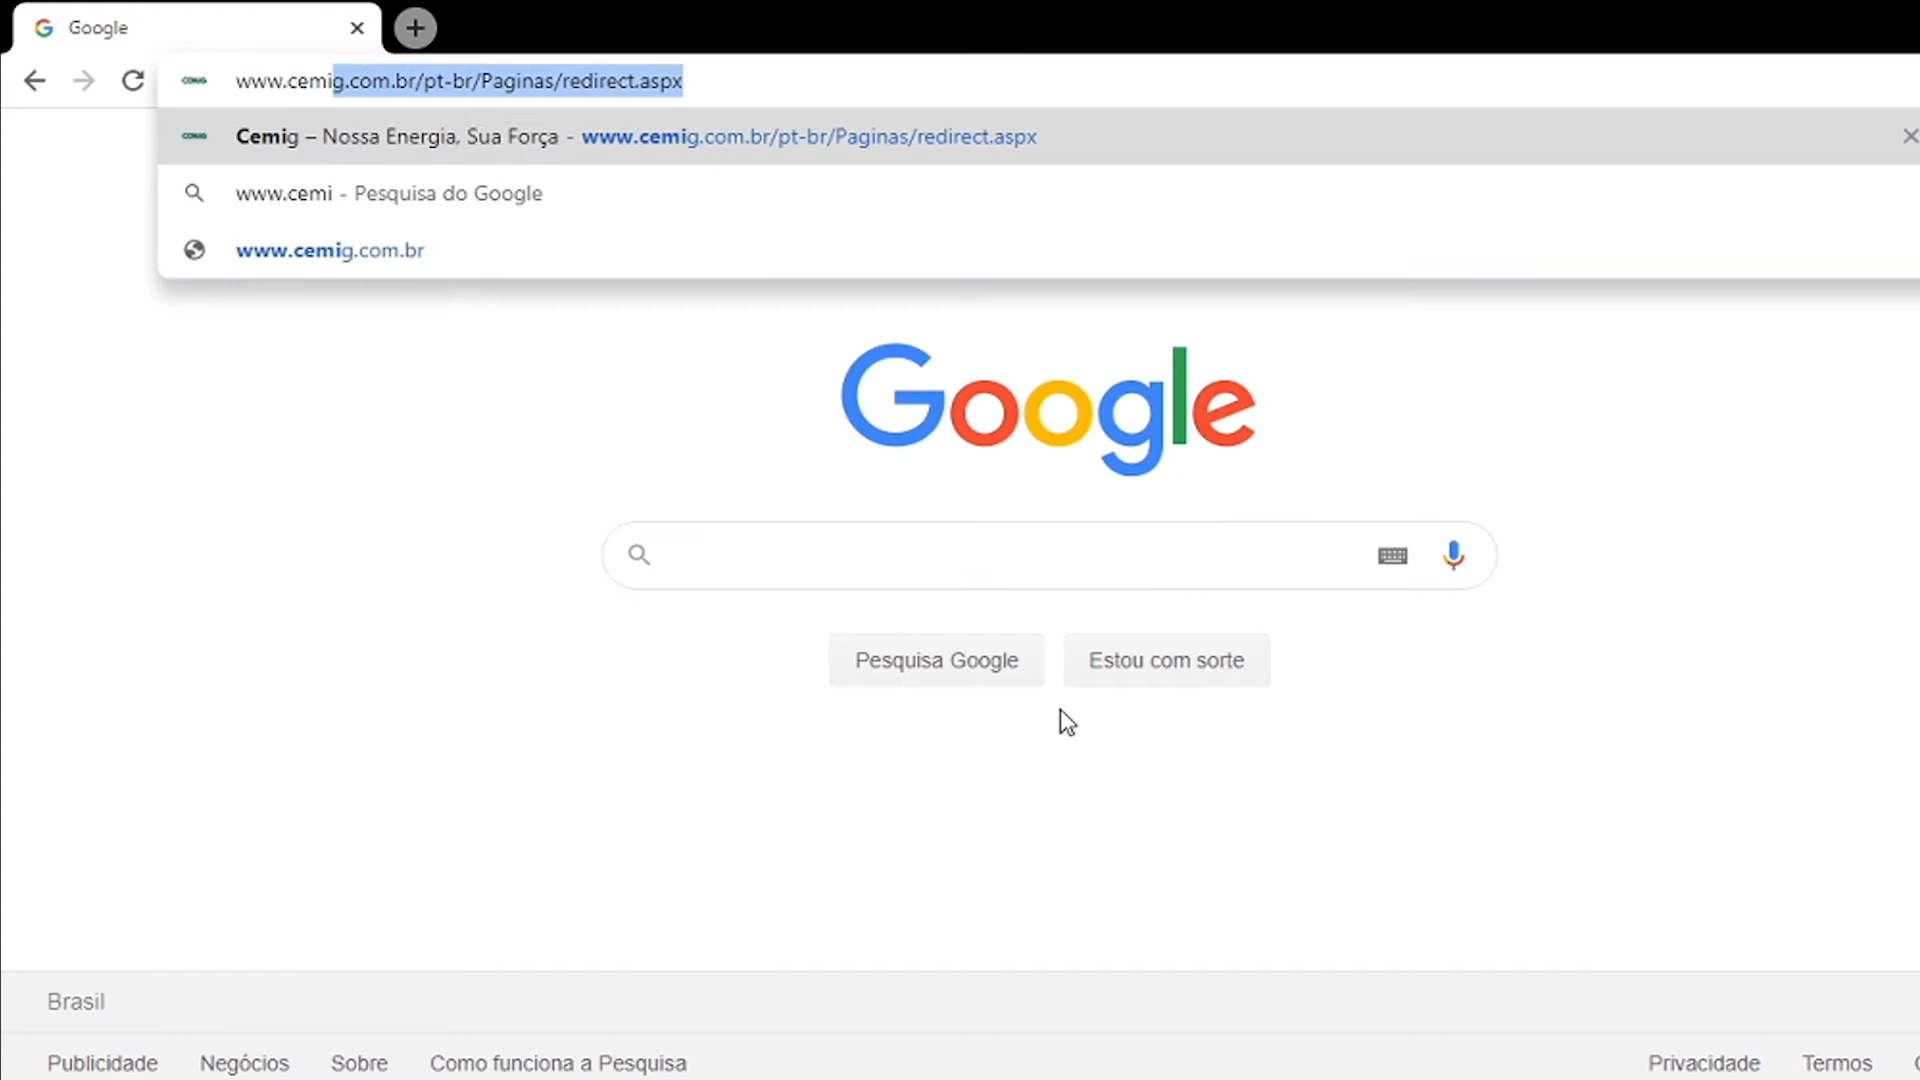 Google
www.cemig.com.br/pt-br/Paginas/redirect.aspx
Cemig – Nossa Energia, Sua Força - www.cemig.com.br/pt-br/Paginas/redirect.aspx
www.cemi - Pesquisa do Google
www.cemig.com.br
Google
Pesquisa Google Estou com sorte
Brasil
Publicidade Negócios Sobre Como funciona a Pesquisa Privacidade Termos